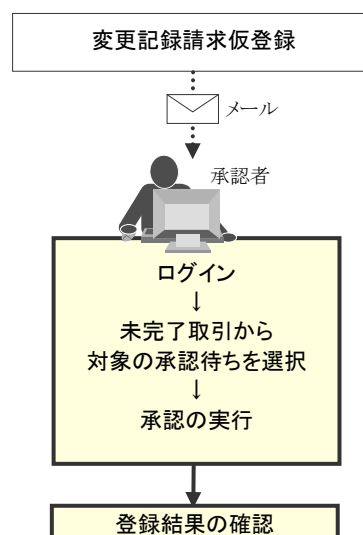 変更記録請求仮登録
メール
承認者
ログイン
↓
未完了取引から
対象の承認待ちを選択
↓
承認の実行
登録結果の確認